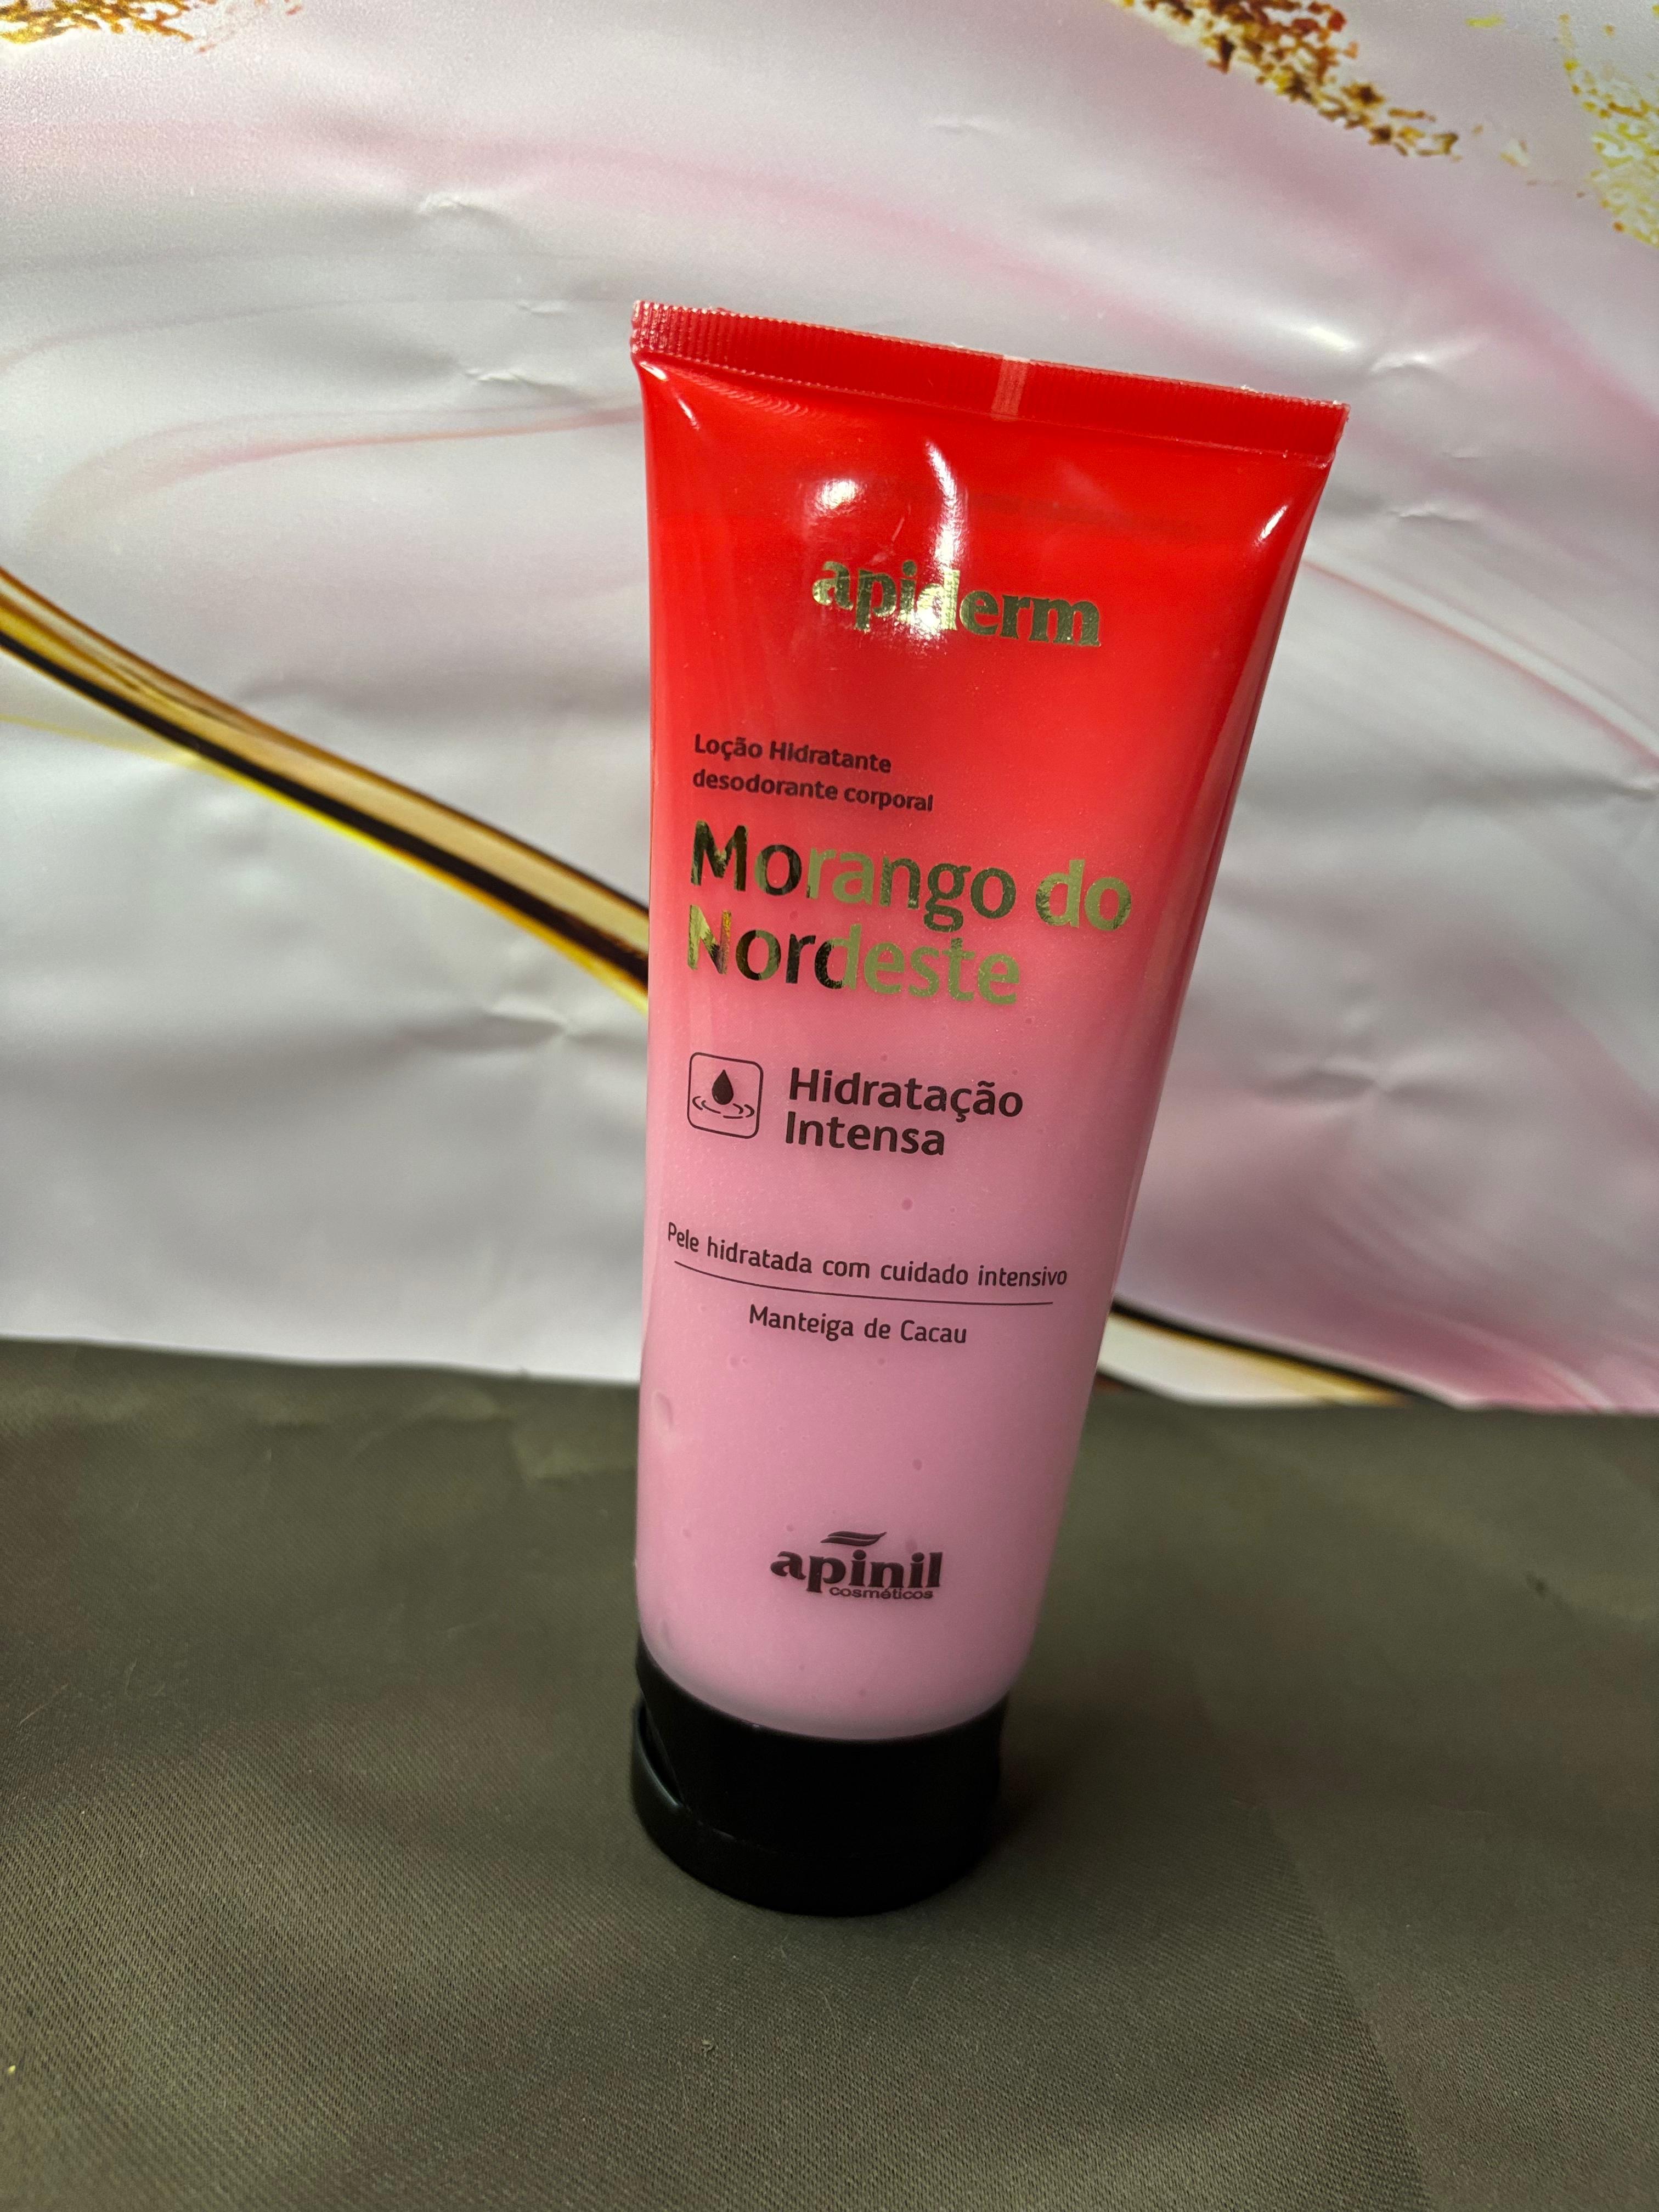 apiderm
Loção Hidratante
desodorante corporal
Morango do
Nordeste
Hidratação
Intensa
Pele hidratada com cuidado intensivo
Manteiga de Cacau
apinil
cosméticos